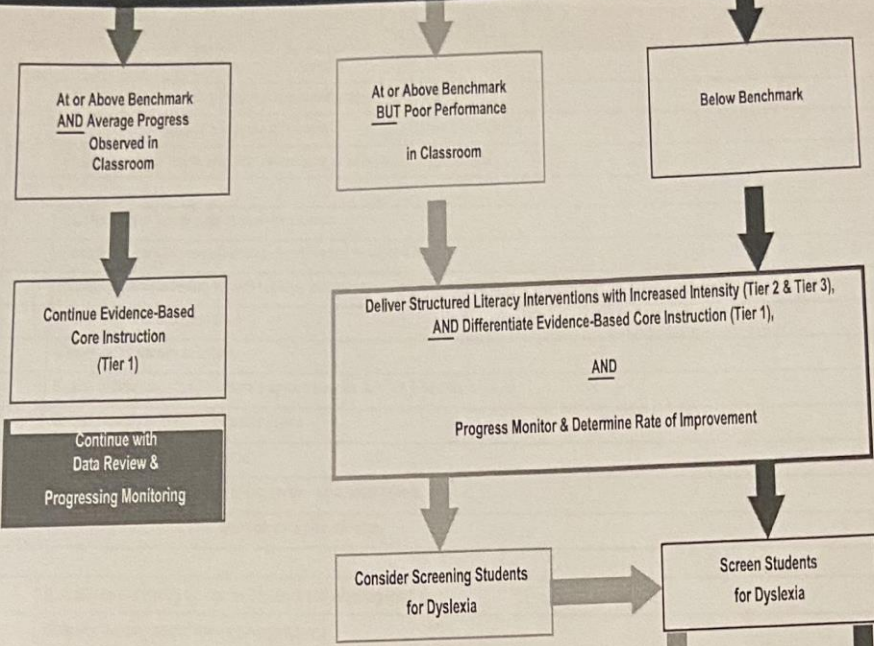 At or Above Benchmark
AND Average Progress
Observed in
Classroom
At or Above Benchmark
BUT Poor Performance
in Classroom
Below Benchmark
Continue Evidence-Based
Core Instruction
(Tier 1)
Deliver Structured Literacy Interventions with Increased Intensity (Tier 2 & Tier 3),
AND Differentiate Evidence-Based Core Instruction (Tier 1),
AND
Progress Monitor & Determine Rate of Improvement
Continue with
Data Review &
Progressing Monitoring
Consider Screening Students
for Dyslexia
Screen Students
for Dyslexia